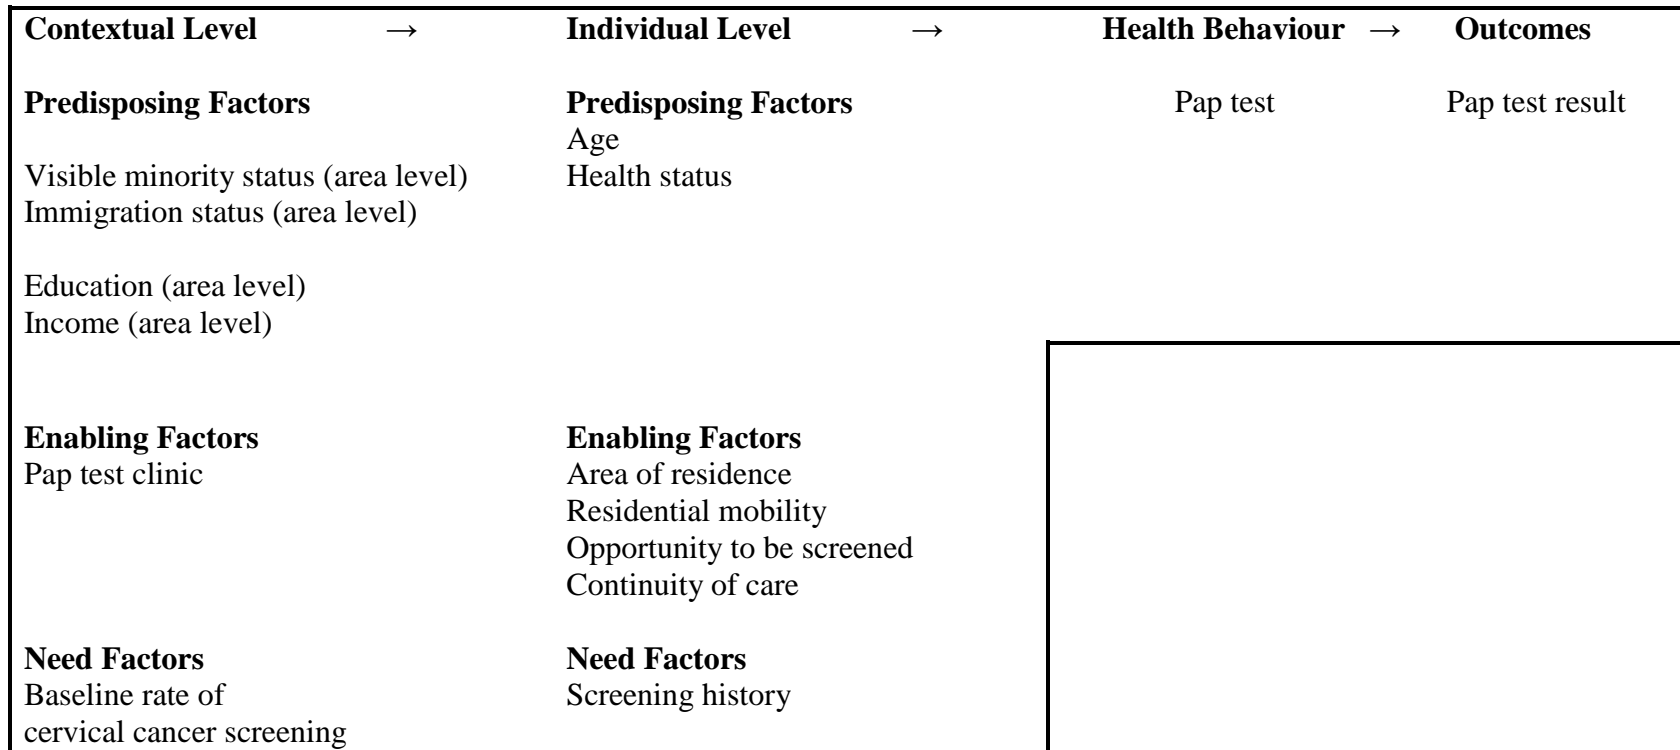 Contextual Level → Individual Level → Health Behaviour → Outcomes
Predisposing Factors Predisposing Factors Pap test Pap test result
Age
Visible minority status (area level) Health status
Immigration status (area level)
Education (area level)
Income (area level)
Enabling Factors Enabling Factors
Pap test clinic Area of residence
Residential mobility
Opportunity to be screened
Continuity of care
Need Factors Need Factors
Baseline rate of Screening history
cervical cancer screening